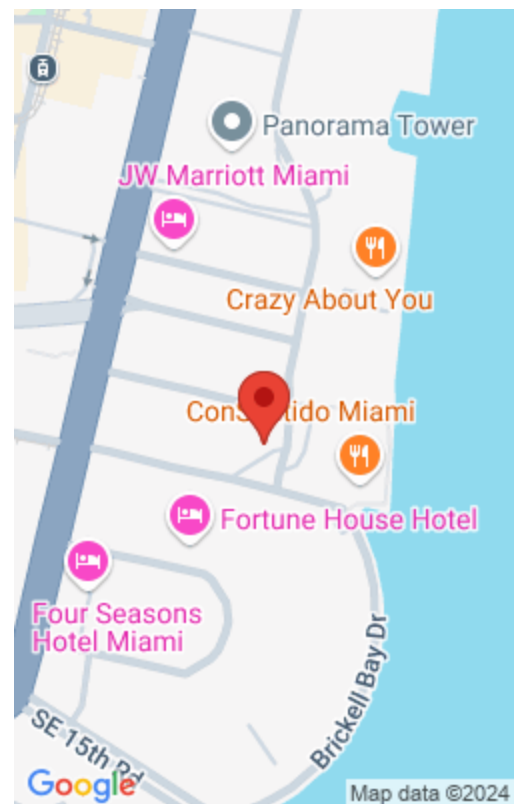 Panorama Tower
JW Marriott Miami
Crazy About You
Miami
Fortune House Hotel
Four Seasons
Hotel Miami
Brickell Bay Dr
SE 15th Rd
Google
Map data ©2024